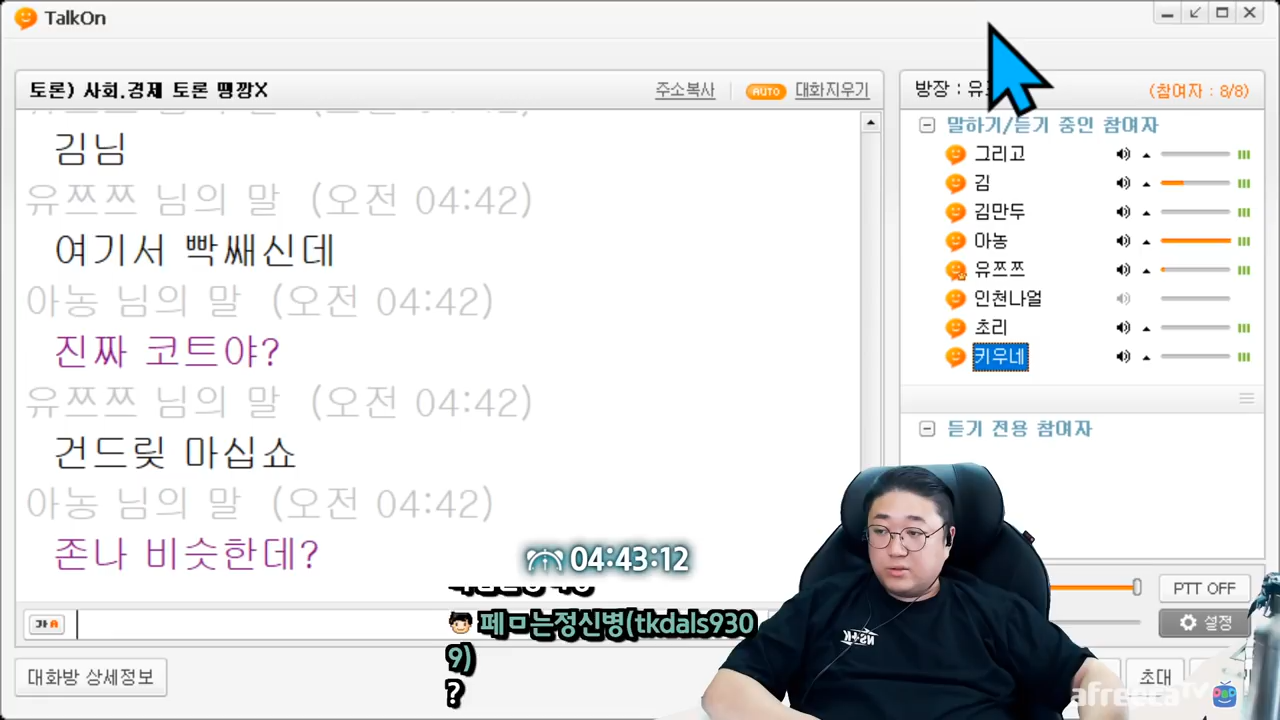 TalkOn
토론) 사회.경제 토론 땡깡X
주소복사
AUTO
대화지우기
김님
유쯔쯔 님의 말 (오전 04:42)
여기서 빡쌔신데
아농 님의 말 (오전 04:42)
진짜 코트야?
유쯔쯔 님의 말 (오전 04:42)
건드릿 마십쇼
아농 님의 말 (오전 04:42)
존나 비슷한데?
가A
대화방 상세정보
방장 :
(참여자 : 8/8)
말하기/듣기 중인 참여자
그리고
김
김만두
아농
유쯔쯔
인천나얼
초리
키우네
듣기 전용 참여자
PTT OFF
설정
초대
04:43:12
페ㅁ는정신병(tkdals930
9)
?
NSTK
afreecaTV